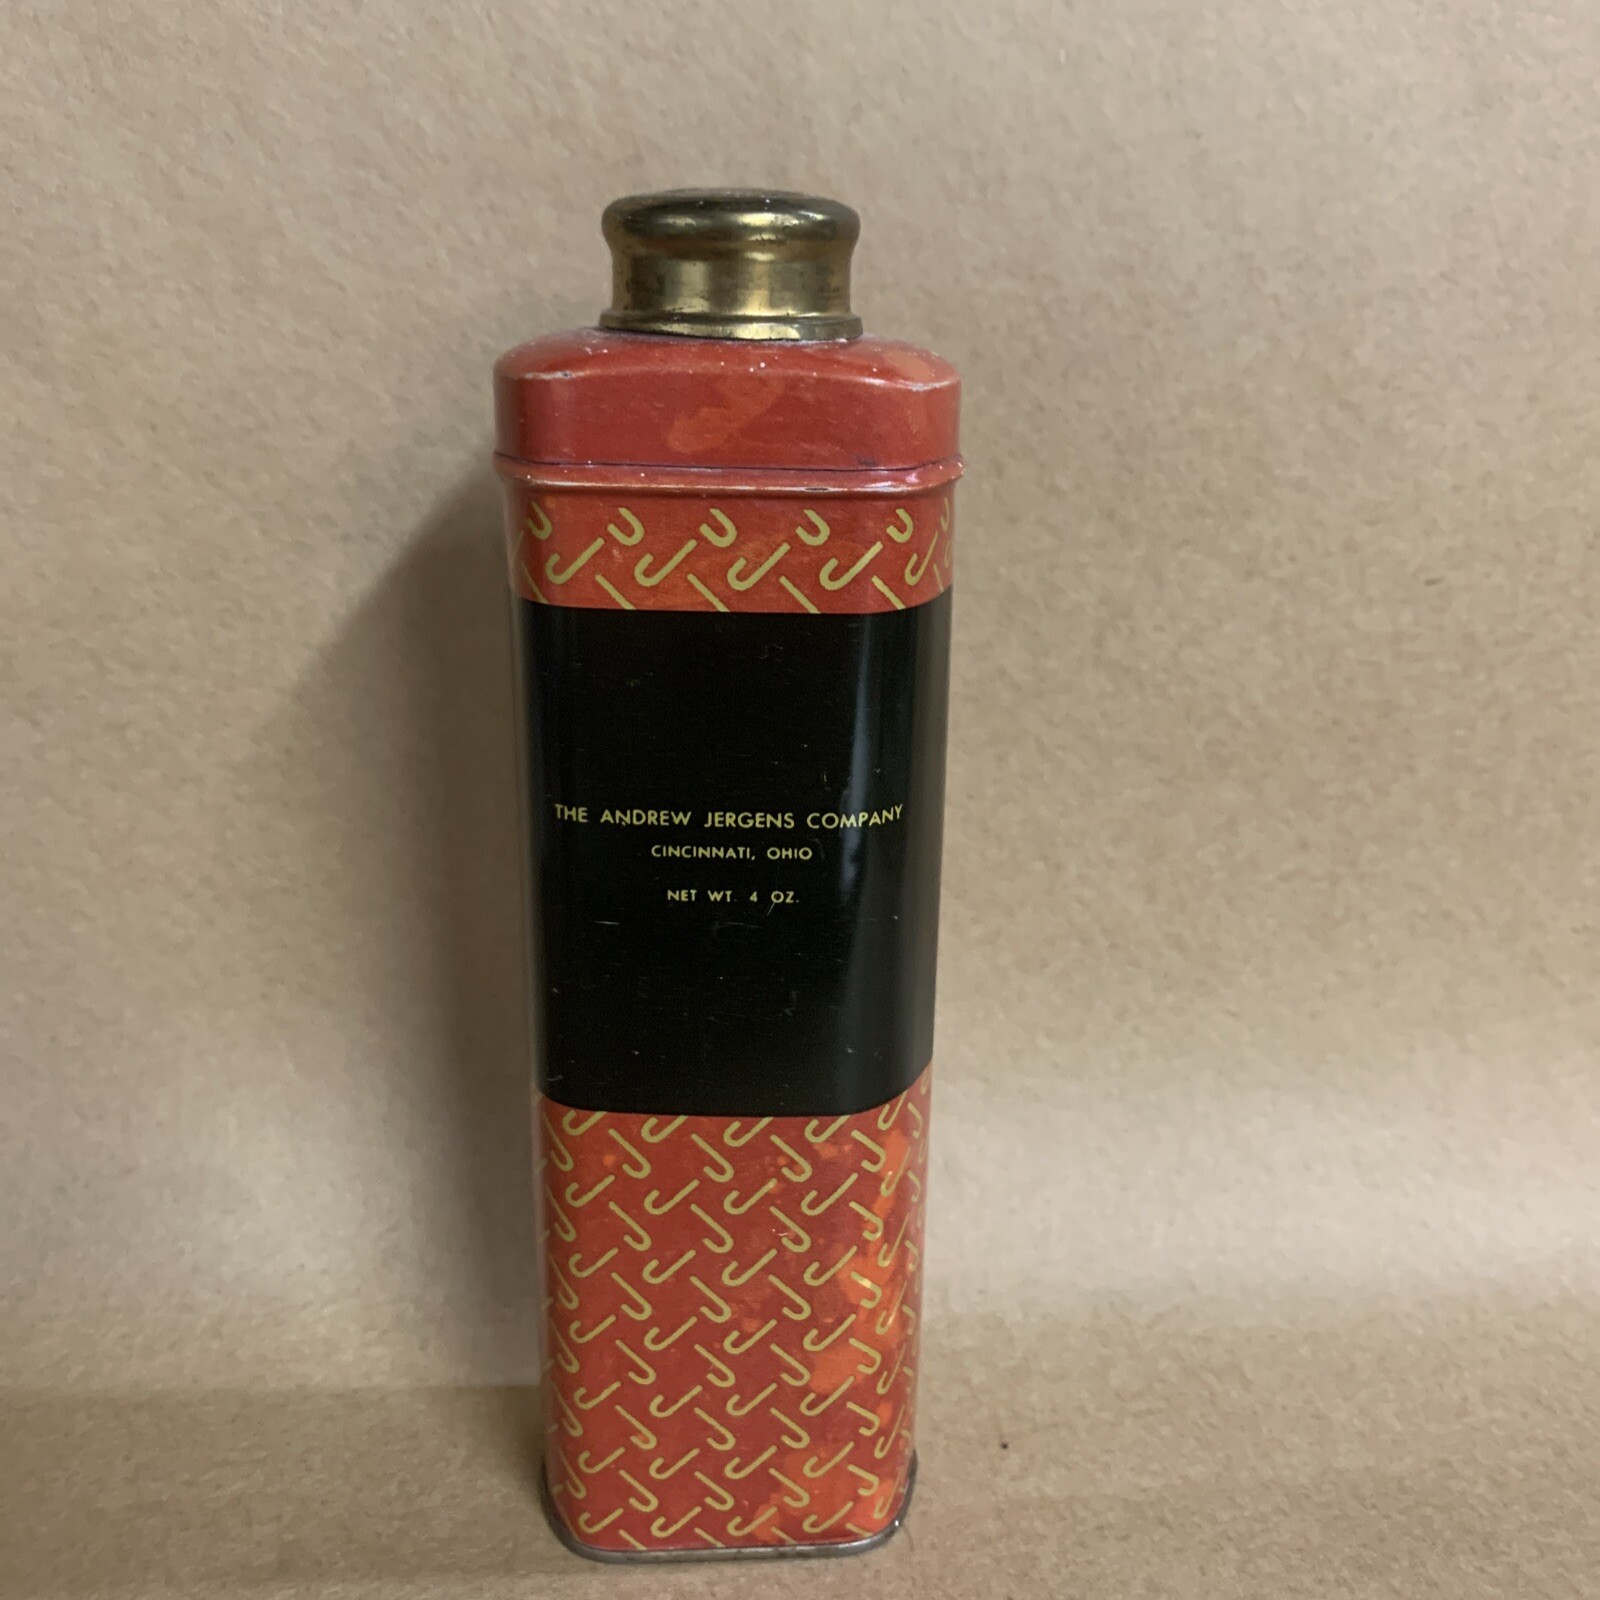 THE ANDREW JERGENS COMPANY
CINCINNATI, OHIO
NET WT. 4 OZ.